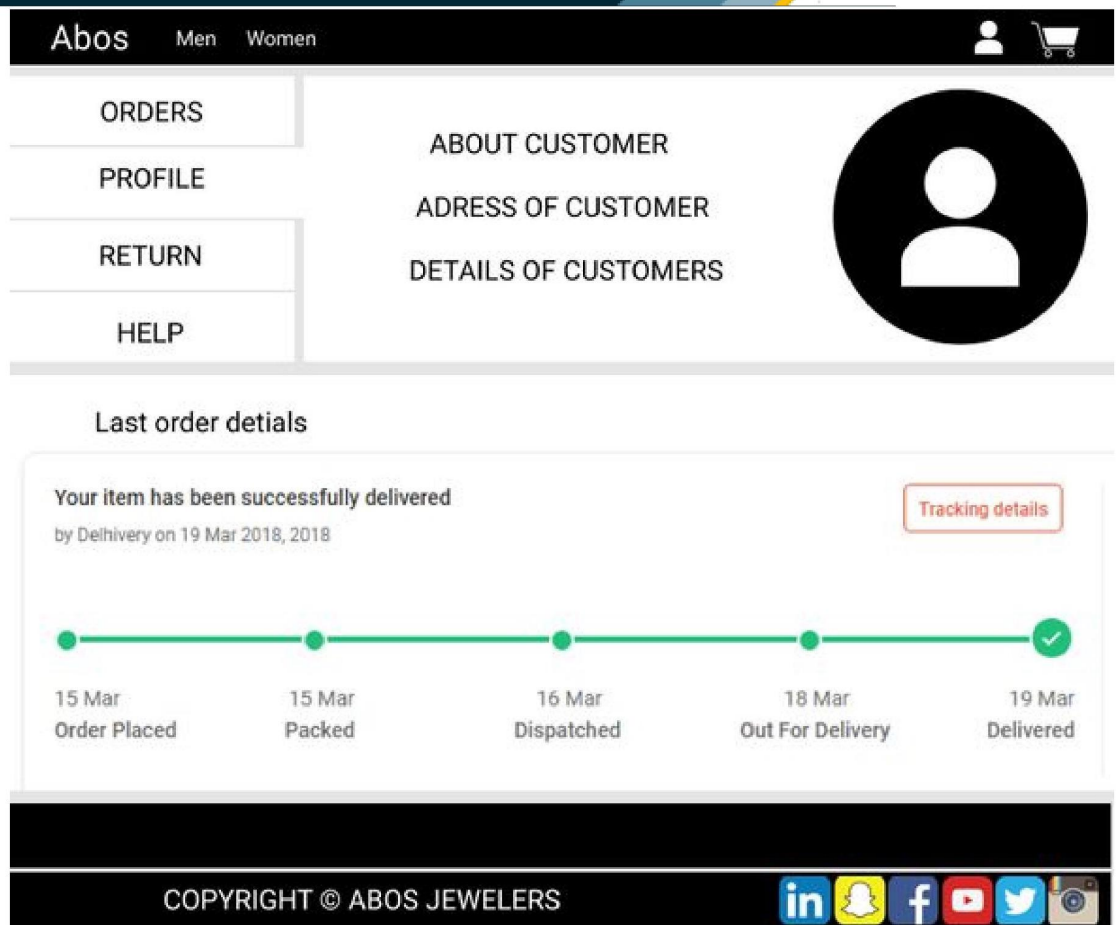 Abos Men Women
ORDERS
PROFILE
RETURN
HELP
ABOUT CUSTOMER
ADRESS OF CUSTOMER
DETAILS OF CUSTOMERS
Last order detials
Your item has been successfully delivered
by Delhivery on 19 Mar 2018, 2018
Tracking details
15 Mar 15 Mar 16 Mar 18 Mar 19 Mar
Order Placed Packed Dispatched Out For Delivery Delivered
COPYRIGHT © ABOS JEWELERS
in f